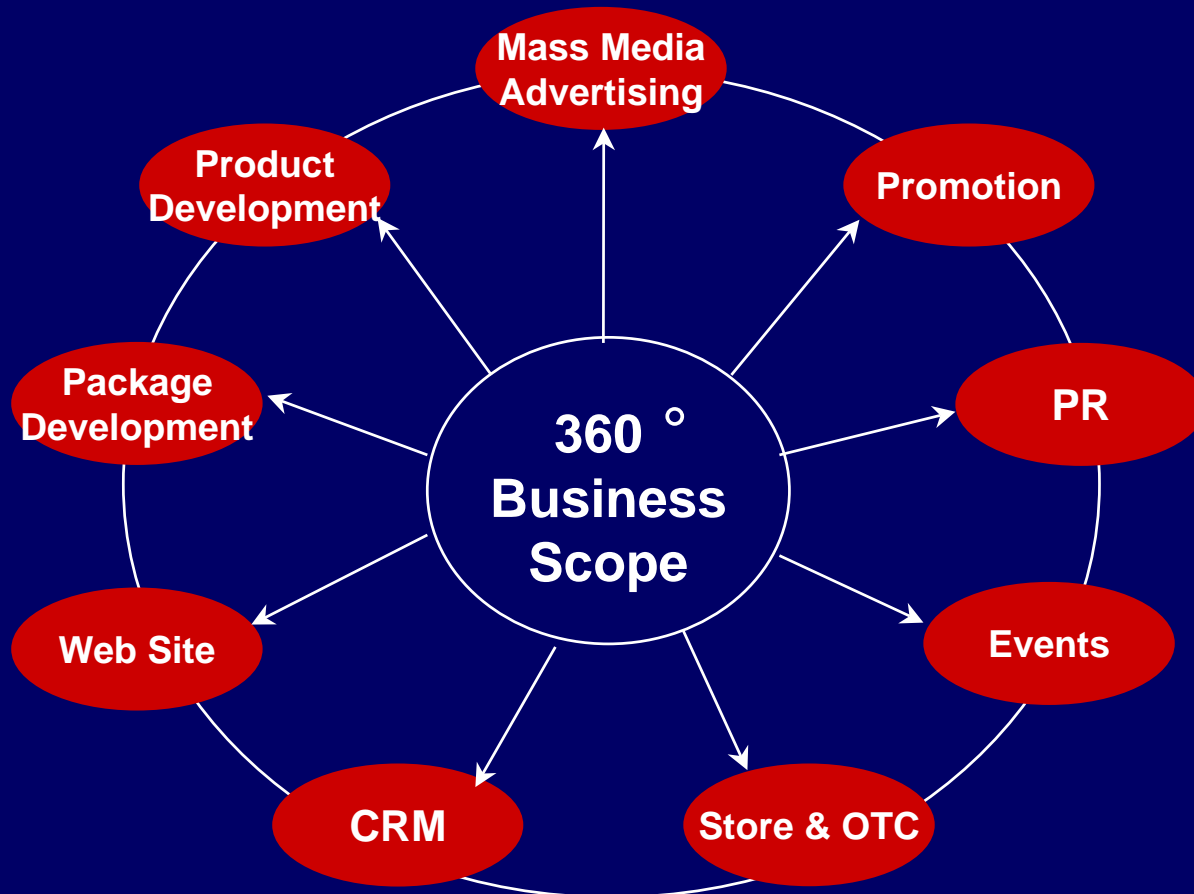 Mass Media
Advertising
Product
Development
Promotion
Package
Development
PR
360 °
Business
Scope
Web Site
Events
CRM
Store & OTC